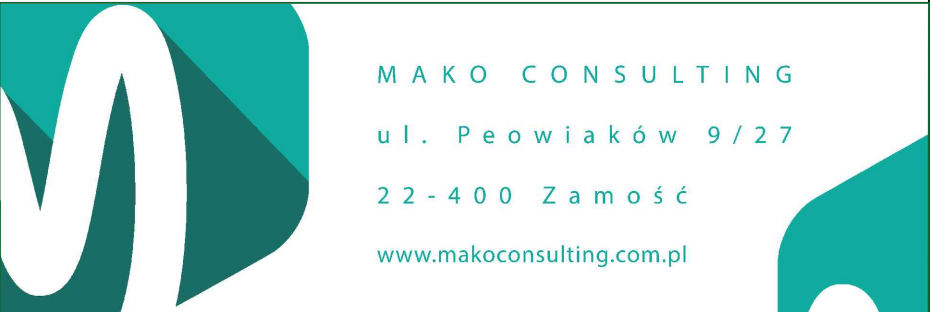 MAKO CONSULTING
ul. Peowiaków 9/27
22-400 Zamość
www.makoconsulting.com.pl